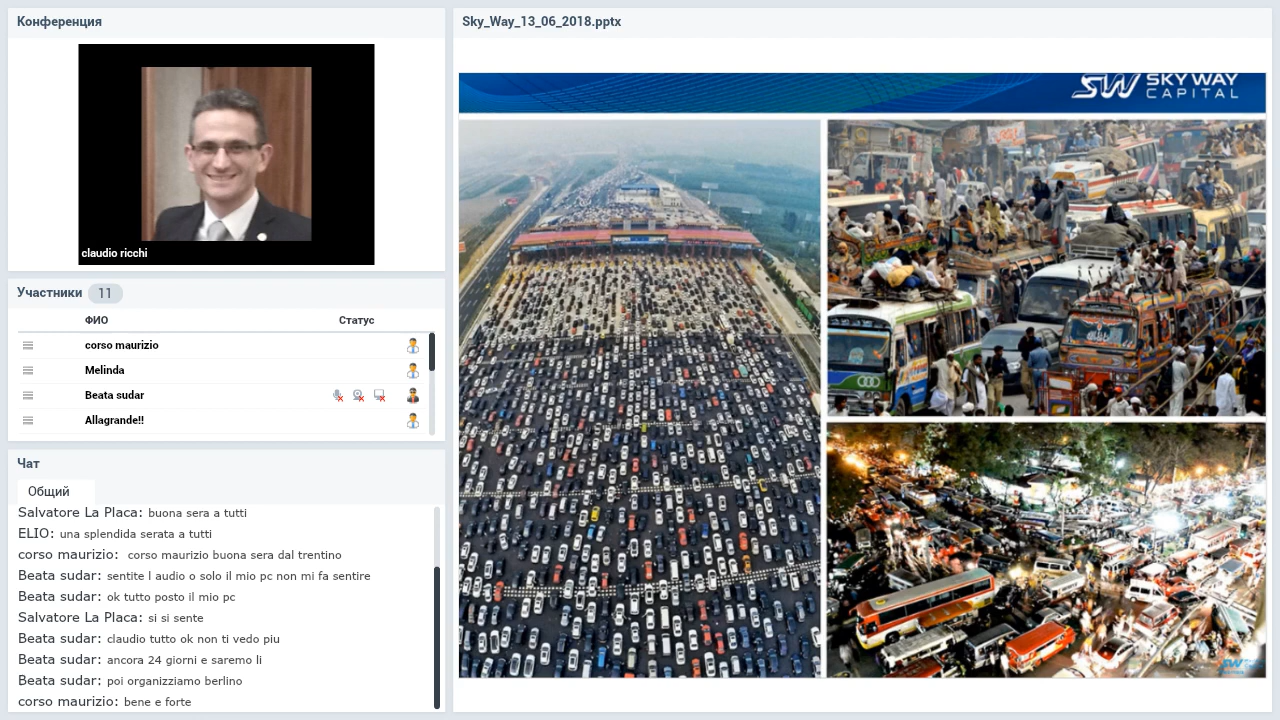 Конференция
claudio ricchi
Участники 11
ФИО Статус
corso maurizio
Melinda
Beata sudar
Allagrande!!
Чат
Общий
Salvatore La Placa: buona sera a tutti
ELIO: una splendida serata a tutti
corso maurizio: corso maurizio buona sera dal trentino
Beata sudar: sentite l audio o solo il mio pc non mi fa sentire
Beata sudar: ok tutto posto il mio pc
Salvatore La Placa: si si sente
Beata sudar: claudio tutto ok non ti vedo piu
Beata sudar: ancora 24 giorni e saremo li
Beata sudar: poi organizziamo berlino
corso maurizio: bene e forte
Sky_Way_13_06_2018.pptx
SW SKY WAY
CAPITAL
SW